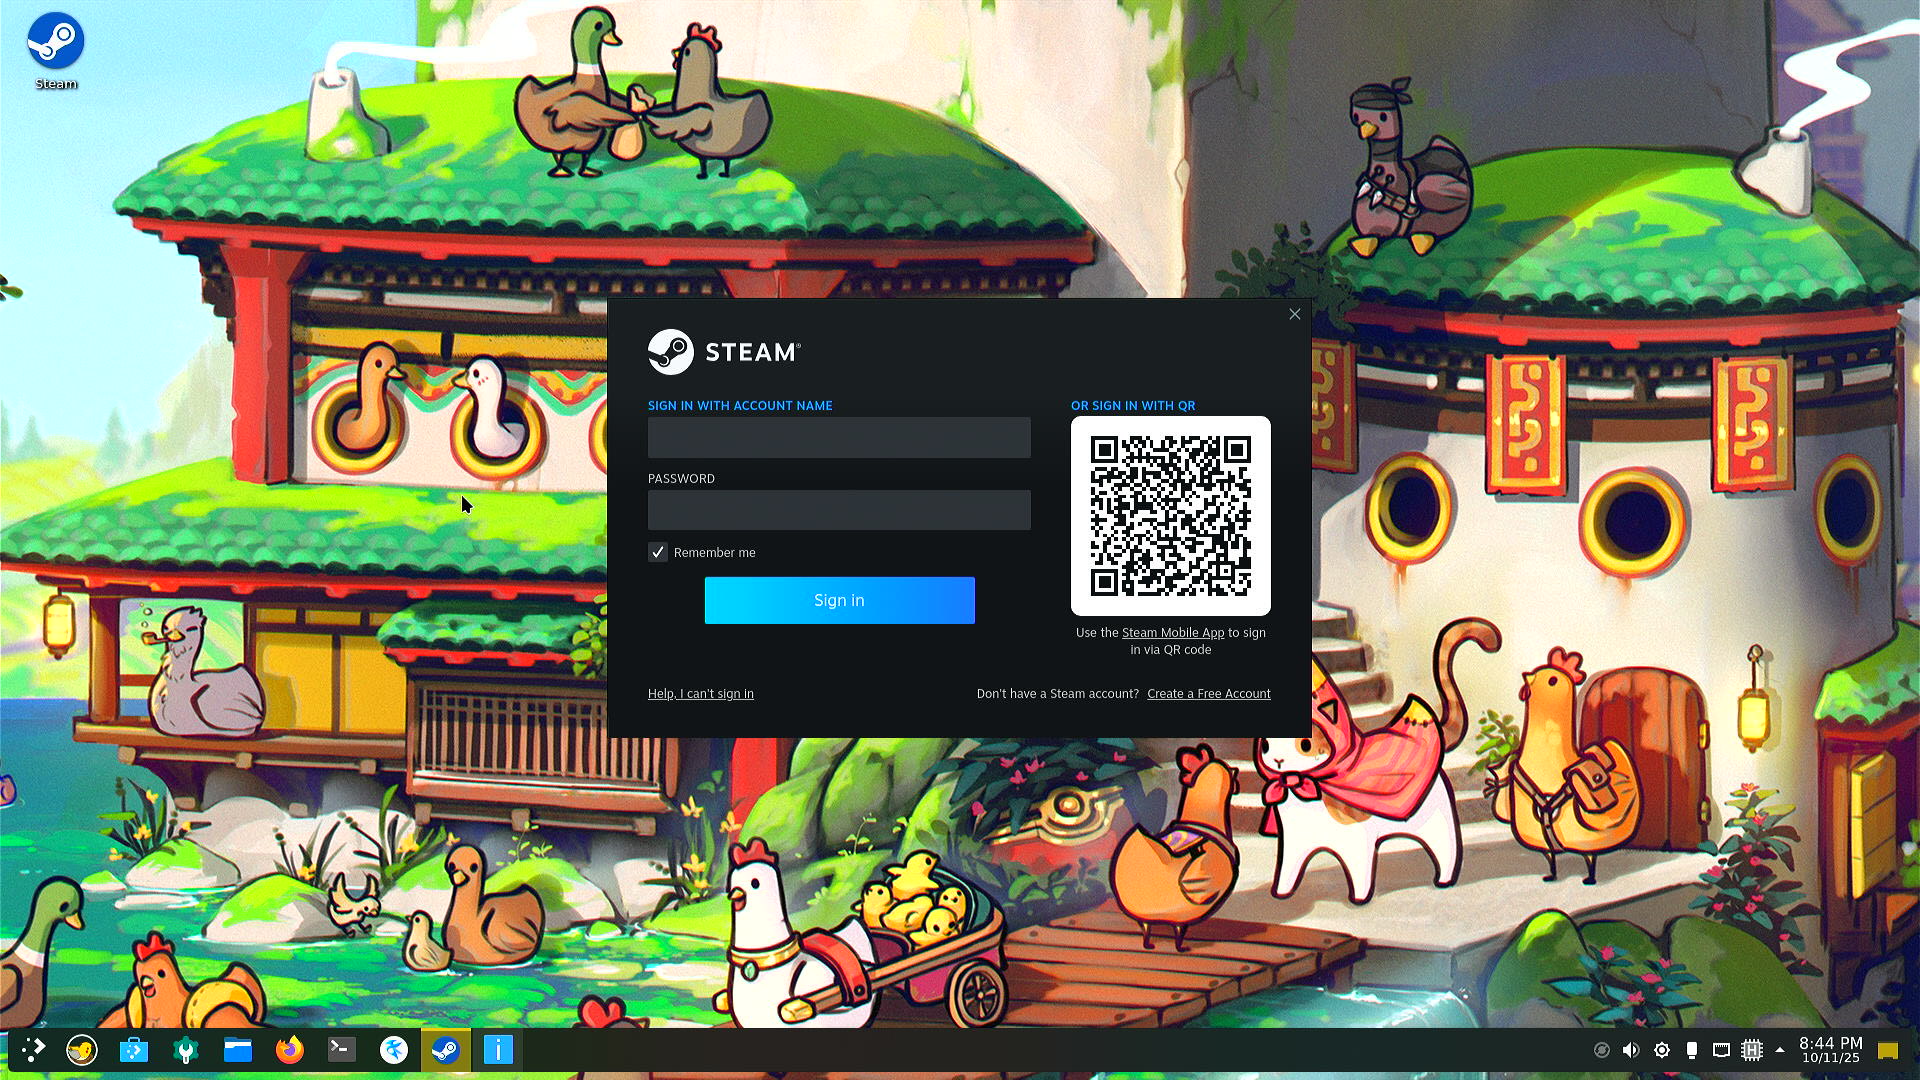 Steam
STEAM
SIGN IN WITH ACCOUNT NAME
OR SIGN IN WITH QR
PASSWORD
Remember me
Sign in
Use the Steam Mobile App to sign
in via QR code
Help, I can't sign in
Don't have a Steam account? Create a Free Account
8:44 PM
10/11/25